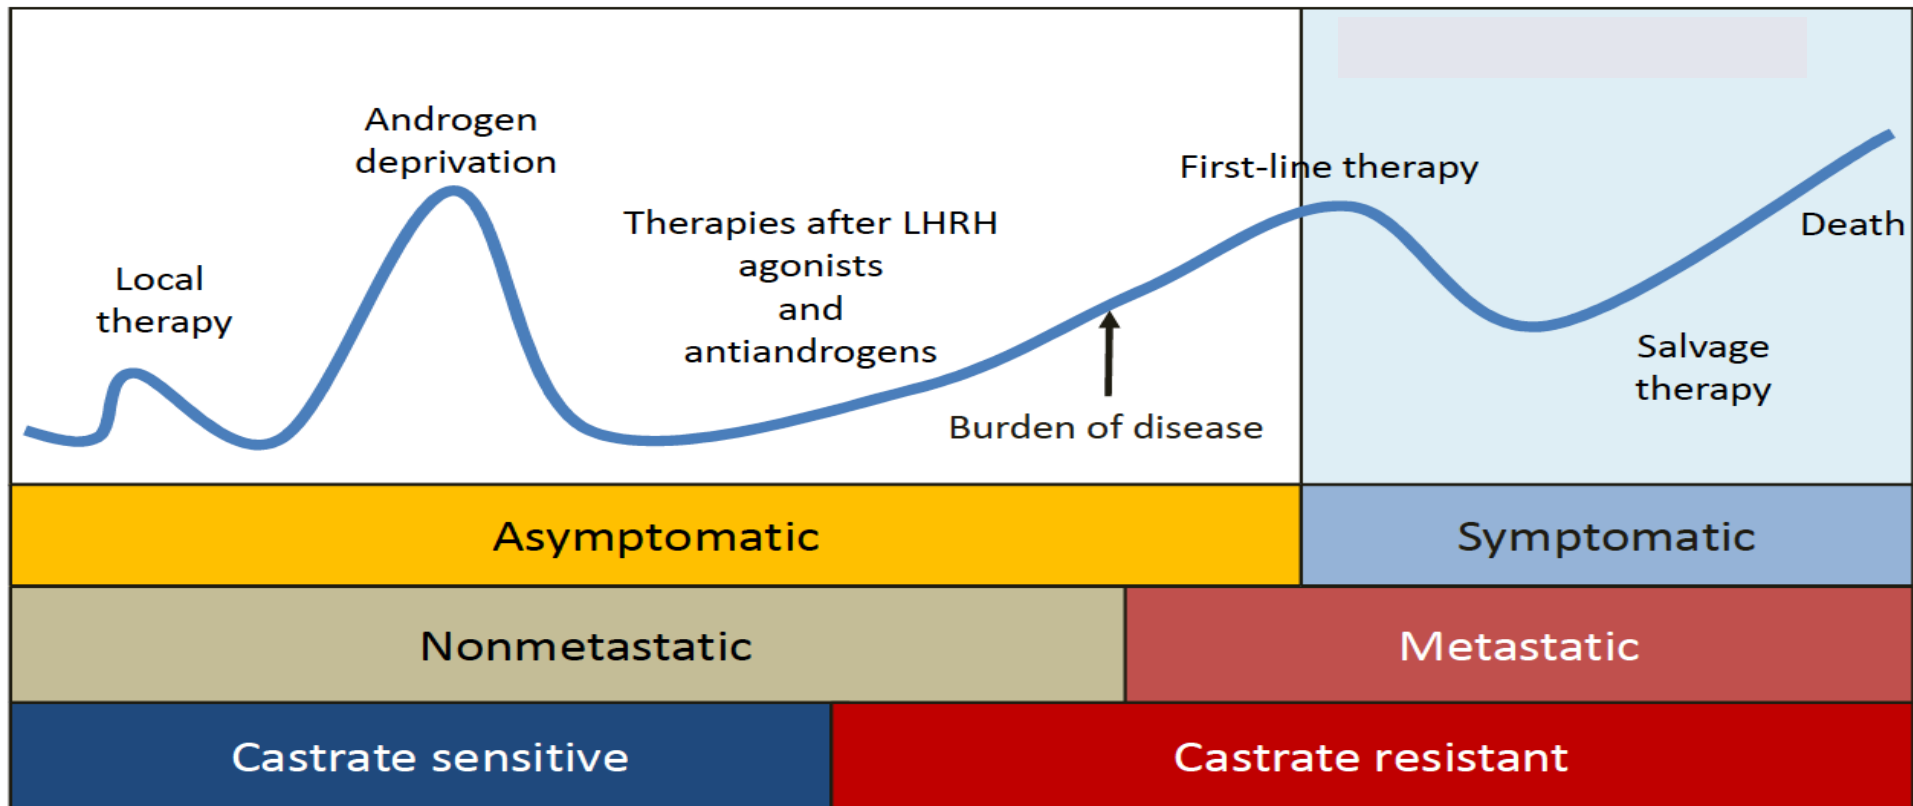 Androgen
deprivation
First-line therapy
Therapies after LHRH
agonists
and
antiandrogens
Death
Local
therapy
Salvage
therapy
Burden of disease
Asymptomatic
Symptomatic
Nonmetastatic
Metastatic
Castrate sensitive
Castrate resistant